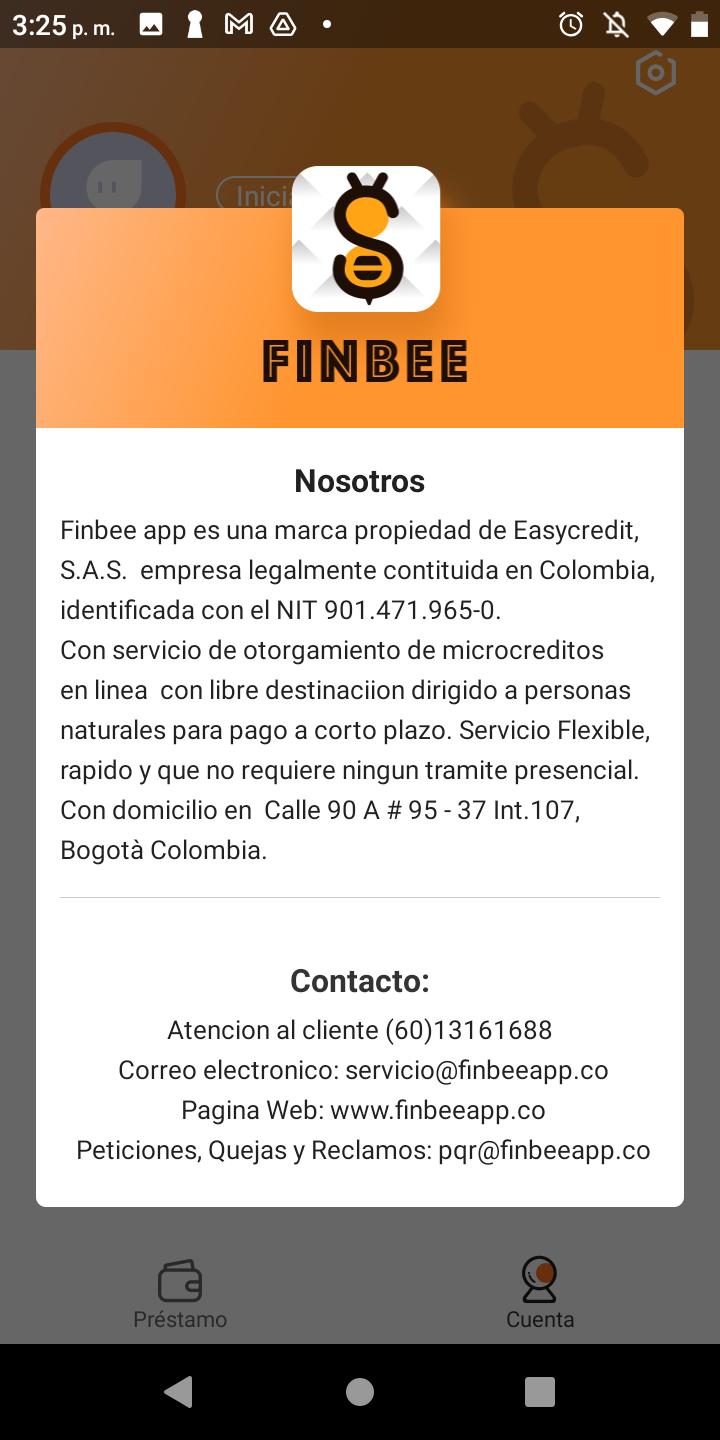 3:25 p. m.
Inicia
FINBEE
Nosotros
Finbee app es una marca propiedad de Easycredit,
S.A.S.  empresa legalmente contituida en Colombia,
identificada con el NIT 901.471.965-0.
Con servicio de otorgamiento de microcreditos
en linea  con libre destinaciion dirigido a personas
naturales para pago a corto plazo. Servicio Flexible,
rapido y que no requiere ningun tramite presencial.
Con domicilio en  Calle 90 A # 95 - 37 Int.107,
Bogotà Colombia.
Contacto:
Atencion al cliente (60)13161688
Correo electronico: servicio@finbeeapp.co
Pagina Web: www.finbeeapp.co
Peticiones, Quejas y Reclamos: pqr@finbeeapp.co
Préstamo
Cuenta